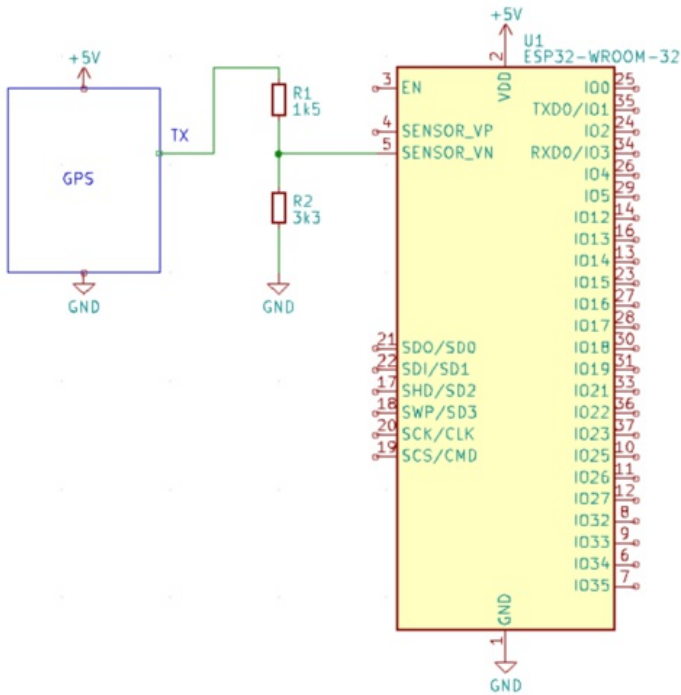 +5V
GPS
TX
GND
R1
1k5
R2
3k3
GND
+5V
2
U1
ESP32-WROOM-32
VDD
3 EN
4 SENSOR_VP
5 SENSOR_VN
21 SDO/SD0
22 SDI/SD1
17 SHD/SD2
18 SWP/SD3
20 SCK/CLK
19 SCS/CMD
IO0 25
TXD0/IO1 35
IO2 24
RXD0/IO3 34
IO4 26
IO5 29
IO12 14
IO13 16
IO14 13
IO15 23
IO16 27
IO17 28
IO18 30
IO19 31
IO21 33
IO22 36
IO23 37
IO25 10
IO26 11
IO27 12
IO32 8
IO33 9
IO34 6
IO35 7
GND
1
GND